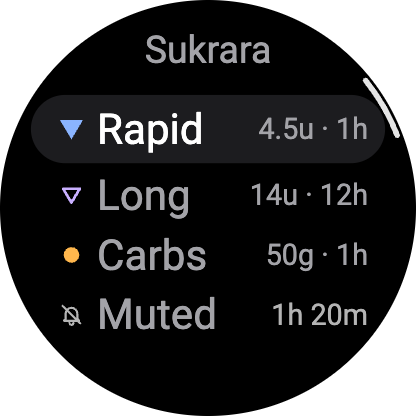 Sukrara
Rapid 4.5u · 1h
Long 14u · 12h
Carbs 50g · 1h
Muted 1h 20m